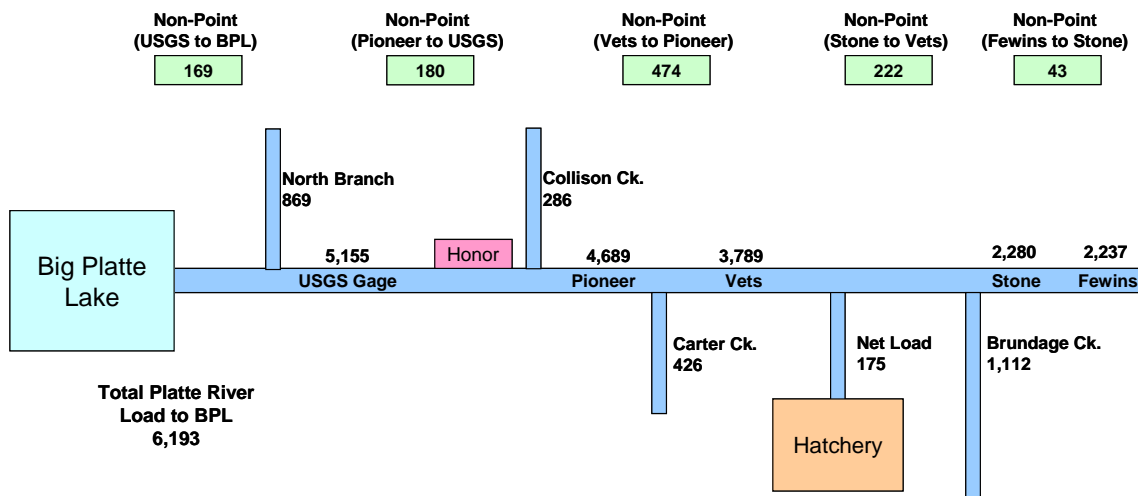 Non-Point
(USGS to BPL)
169
Non-Point
(Pioneer to USGS)
180
Non-Point
(Vets to Pioneer)
474
Non-Point
(Stone to Vets)
222
Non-Point
(Fewins to Stone)
43
North Branch
869
Collison Ck.
286
Big Platte
Lake
5,155
Honor
4,689
3,789
2,280
2,237
USGS Gage
Pioneer
Vets
Stone
Fewins
Carter Ck.
426
Net Load
175
Brundage Ck.
1,112
Total Platte River
Load to BPL
6,193
Hatchery